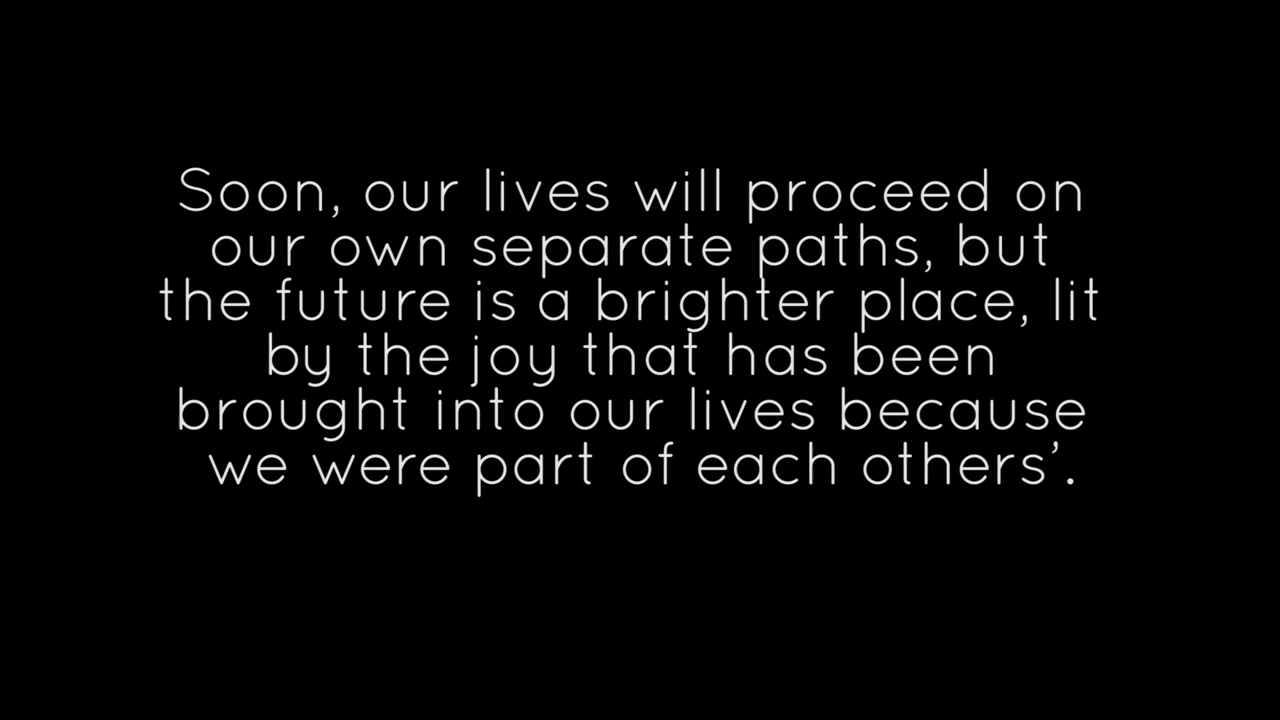 Soon, our lives will proceed on
our own separate paths, but
the future is a brighter place, lit
by the joy that has been
brought into our lives because
we were part of each others’.